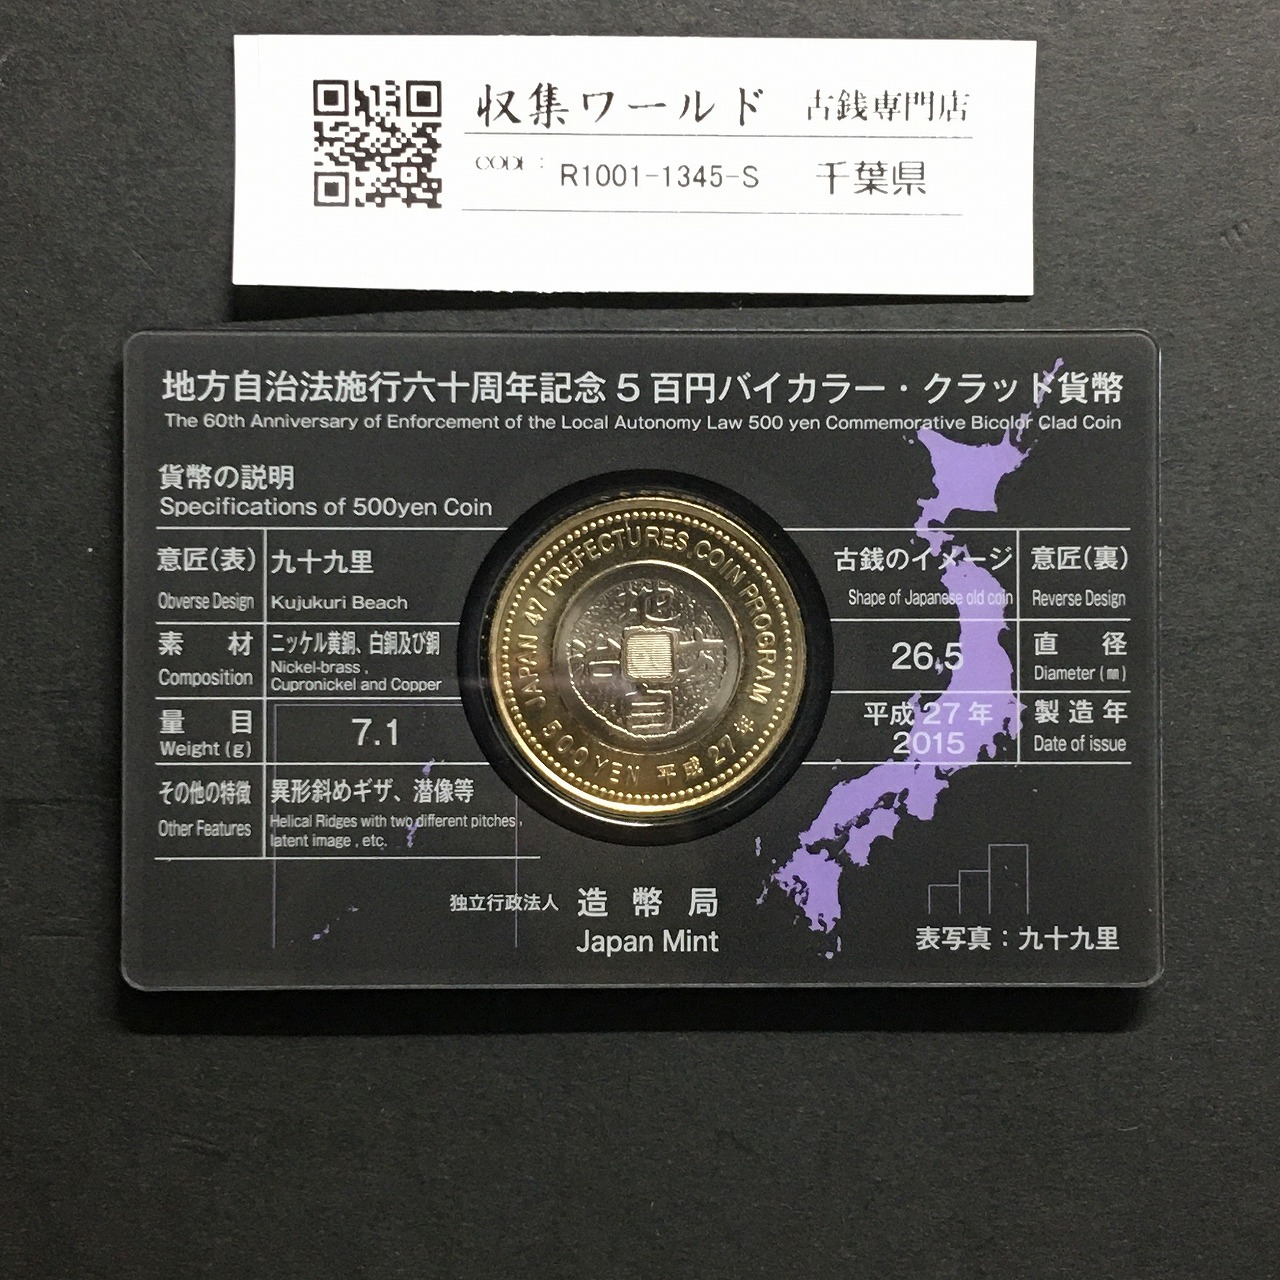 収集ワールド 古銭専門店
CODE : R1001-1345-S 千葉県
地方自治法施行六十周年記念5百円バイカラー・クラッド貨幣
The 60th Anniversary of Enforcement of the Local Autonomy Law 500 yen Commemorative Bicolor Clad Coin
貨幣の説明
Specifications of 500yen Coin
意匠(表) 九十九里
Obverse Design Kujukuri Beach
素材 ニッケル黄銅、白銅及び銅
Composition Nickel-brass ,
Cupronickel and Copper
量目 7.1
Weight (g)
その他の特徴 異形斜めギザ、潜像等
Other Features Helical Ridges with two different pitches ,
latent image , etc.
JAPAN 47 PREFECTURES COIN PROGRAM
500YEN 平成27年
地方自治
古銭のイメージ 意匠(裏)
Shape of Japanese old coin Reverse Design
26.5 直径
Diameter (㎜)
平成27年 製造年
2015 Date of issue
独立行政法人 造幣局
Japan Mint
表写真：九十九里